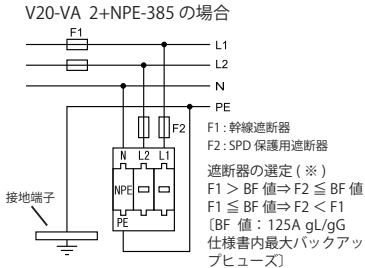 V20-VA 2+NPE-385 の場合
F1
L1
L2
N
PE
F2
F1 : 幹線遮断器
F2 : SPD 保護用遮断器
N L2 L1
NPE
PE
遮断器の選定 ( ※ )
F1 > BF 値⇒ F2 ≦ BF 値
F1 ≦ BF 値⇒ F2 < F1
〔BF 値：125A gL/gG
仕様書内最大バックアッ
プヒューズ〕
接地端子